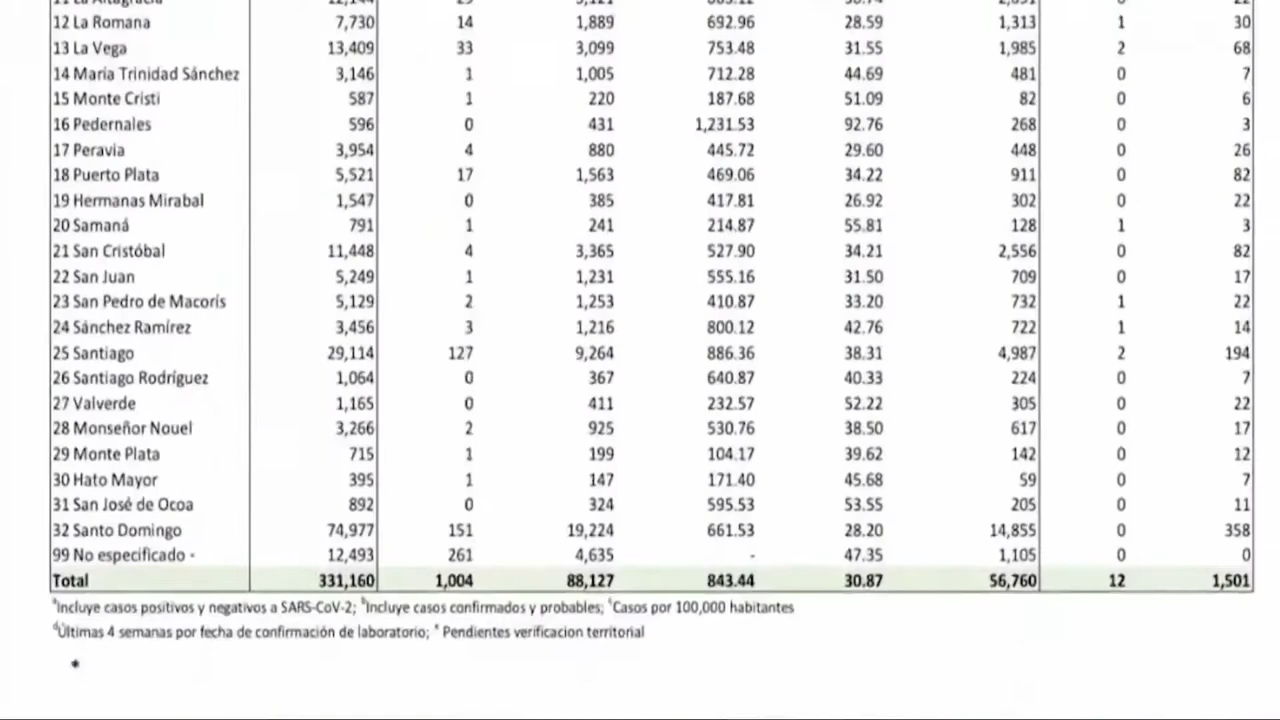 12 La Romana 7,730 14 1,889 692.96 28.59 1,313 1 30
13 La Vega 13,409 33 3,099 753.48 31.55 1,985 2 68
14 María Trinidad Sánchez 3,146 1 1,005 712.28 44.69 481 0 7
15 Monte Cristi 587 1 220 187.68 51.09 82 0 6
16 Pedernales 596 0 431 1,231.53 92.76 268 0 3
17 Peravia 3,954 4 880 445.72 29.60 448 0 26
18 Puerto Plata 5,521 17 1,563 469.06 34.22 911 0 82
19 Hermanas Mirabal 1,547 0 385 417.81 26.92 302 0 22
20 Samaná 791 1 241 214.87 55.81 128 1 3
21 San Cristóbal 11,448 4 3,365 527.90 34.21 2,556 0 82
22 San Juan 5,249 1 1,231 555.16 31.50 709 0 17
23 San Pedro de Macorís 5,129 2 1,253 410.87 33.20 732 1 22
24 Sánchez Ramírez 3,456 3 1,216 800.12 42.76 722 1 14
25 Santiago 29,114 127 9,264 886.36 38.31 4,987 2 194
26 Santiago Rodríguez 1,064 0 367 640.87 40.33 224 0 7
27 Valverde 1,165 0 411 232.57 52.22 305 0 22
28 Monseñor Nouel 3,266 2 925 530.76 38.50 617 0 17
29 Monte Plata 715 1 199 104.17 39.62 142 0 12
30 Hato Mayor 395 1 147 171.40 45.68 59 0 7
31 San José de Ocoa 892 0 324 595.53 53.55 205 0 11
32 Santo Domingo 74,977 151 19,224 661.53 28.20 14,855 0 358
99 No especificado - 12,493 261 4,635 - 47.35 1,105 0 0
Total 331,160 1,004 88,127 843.44 30.87 56,760 12 1,501
ᵃIncluye casos positivos y negativos a SARS-CoV-2; ᵇIncluye casos confirmados y probables; ᶜCasos por 100,000 habitantes
ᵈÚltimas 4 semanas por fecha de confirmación de laboratorio; * Pendientes verificacion territorial
*